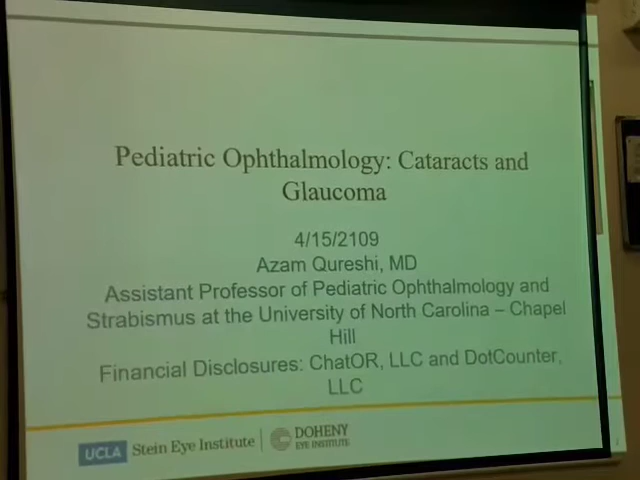 Pediatric Ophthalmology: Cataracts and
Glaucoma
4/15/2109
Azam Qureshi, MD
Assistant Professor of Pediatric Ophthalmology and
Strabismus at the University of North Carolina – Chapel
Hill
Financial Disclosures: ChatOR, LLC and DotCounter,
LLC
UCLA Stein Eye Institute | DOHENY
EYE INSTITUTE